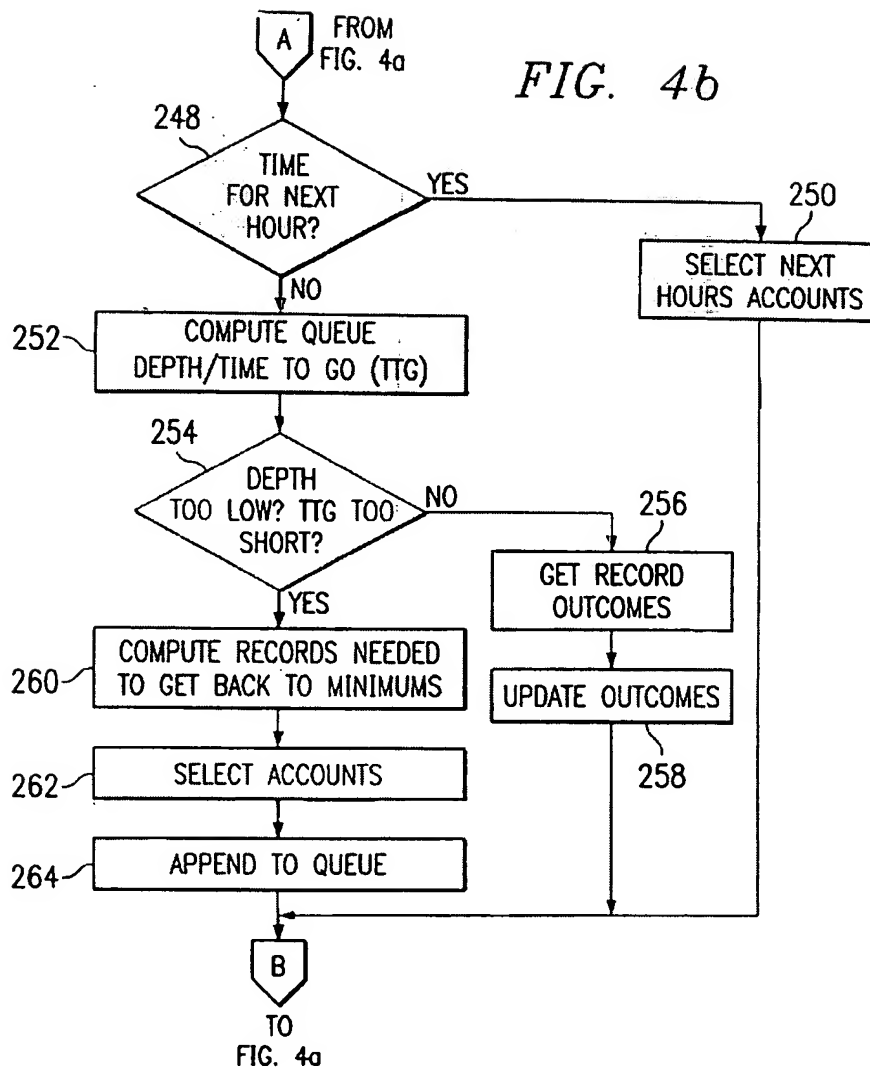 A
FROM
FIG. 4a
FIG. 4b
248
TIME
FOR NEXT
HOUR?
YES
250
SELECT NEXT
HOURS ACCOUNTS
NO
252
COMPUTE QUEUE
DEPTH/TIME TO GO (TTG)
254
DEPTH
TOO LOW? TTG TOO
SHORT?
NO
256
GET RECORD
OUTCOMES
YES
260
COMPUTE RECORDS NEEDED
TO GET BACK TO MINIMUMS
UPDATE OUTCOMES
258
262
SELECT ACCOUNTS
264
APPEND TO QUEUE
B
TO
FIG. 4a